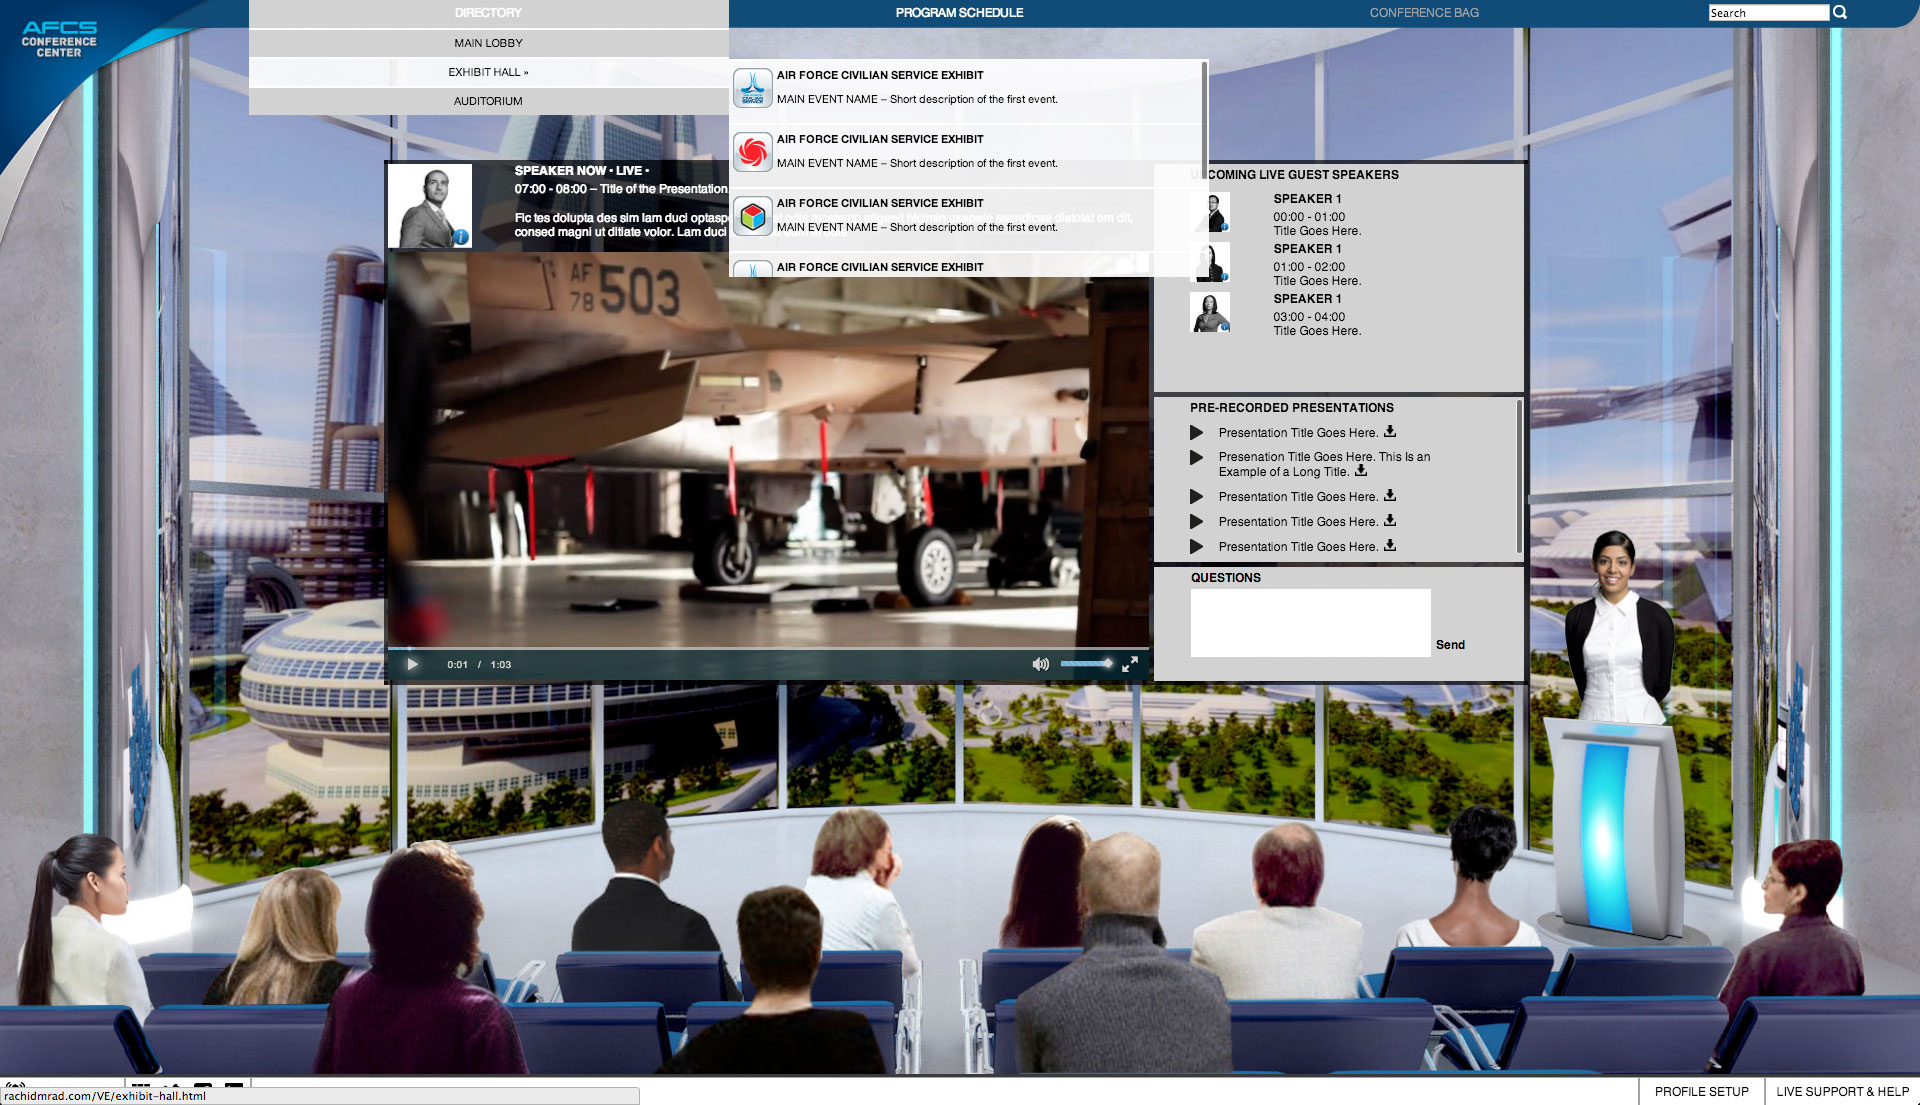 AFCS
CONFERENCE
CENTER
DIRECTORY
PROGRAM SCHEDULE
CONFERENCE BAG
Search
MAIN LOBBY
EXHIBIT HALL »
AUDITORIUM
AIR FORCE CIVILIAN SERVICE EXHIBIT
MAIN EVENT NAME – Short description of the first event.
AIR FORCE CIVILIAN SERVICE EXHIBIT
MAIN EVENT NAME – Short description of the first event.
AIR FORCE CIVILIAN SERVICE EXHIBIT
MAIN EVENT NAME – Short description of the first event.
AIR FORCE CIVILIAN SERVICE EXHIBIT
SPEAKER NOW • LIVE •
07:00 - 08:00 – Title of the Presentation.
Fic tes dolupta des sim lam duci
consed magni ut ditiate volor. Lam duci
AF
78 503
0:01 / 1:03
UPCOMING LIVE GUEST SPEAKERS
SPEAKER 1
00:00 - 01:00
Title Goes Here.
SPEAKER 1
01:00 - 02:00
Title Goes Here.
SPEAKER 1
03:00 - 04:00
Title Goes Here.
PRE-RECORDED PRESENTATIONS
Presentation Title Goes Here.
Presenation Title Goes Here. This Is an
Example of a Long Title.
Presentation Title Goes Here.
Presentation Title Goes Here.
Presentation Title Goes Here.
QUESTIONS
Send
rachidmrad.com/VE/exhibit-hall.html
PROFILE SETUP
LIVE SUPPORT & HELP